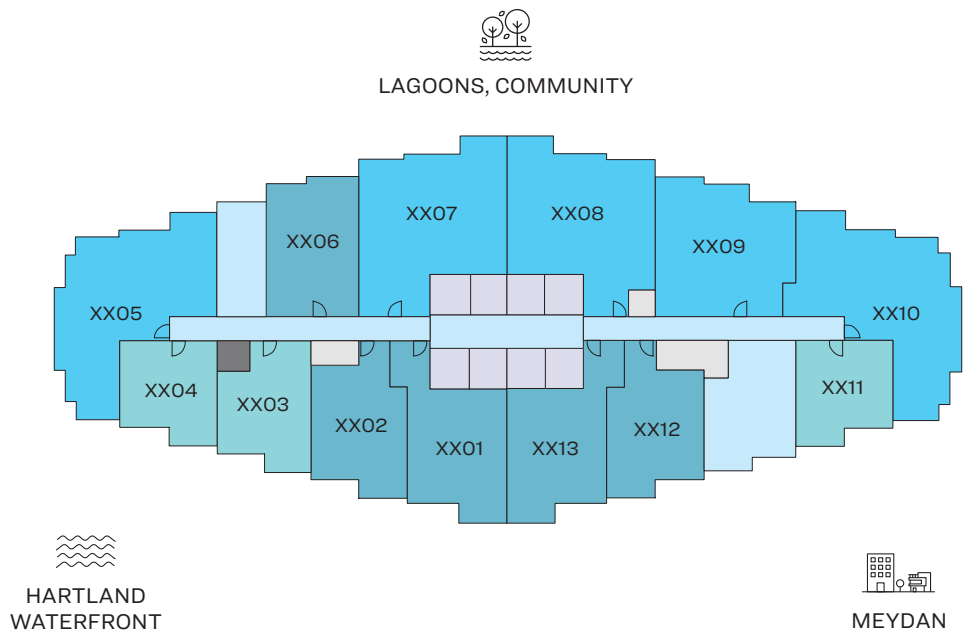 LAGOONS, COMMUNITY
XX07
XX08
XX06
XX09
XX05
XX10
XX04
XX03
XX11
XX02
XX12
XX01
XX13
HARTLAND
WATERFRONT
MEYDAN